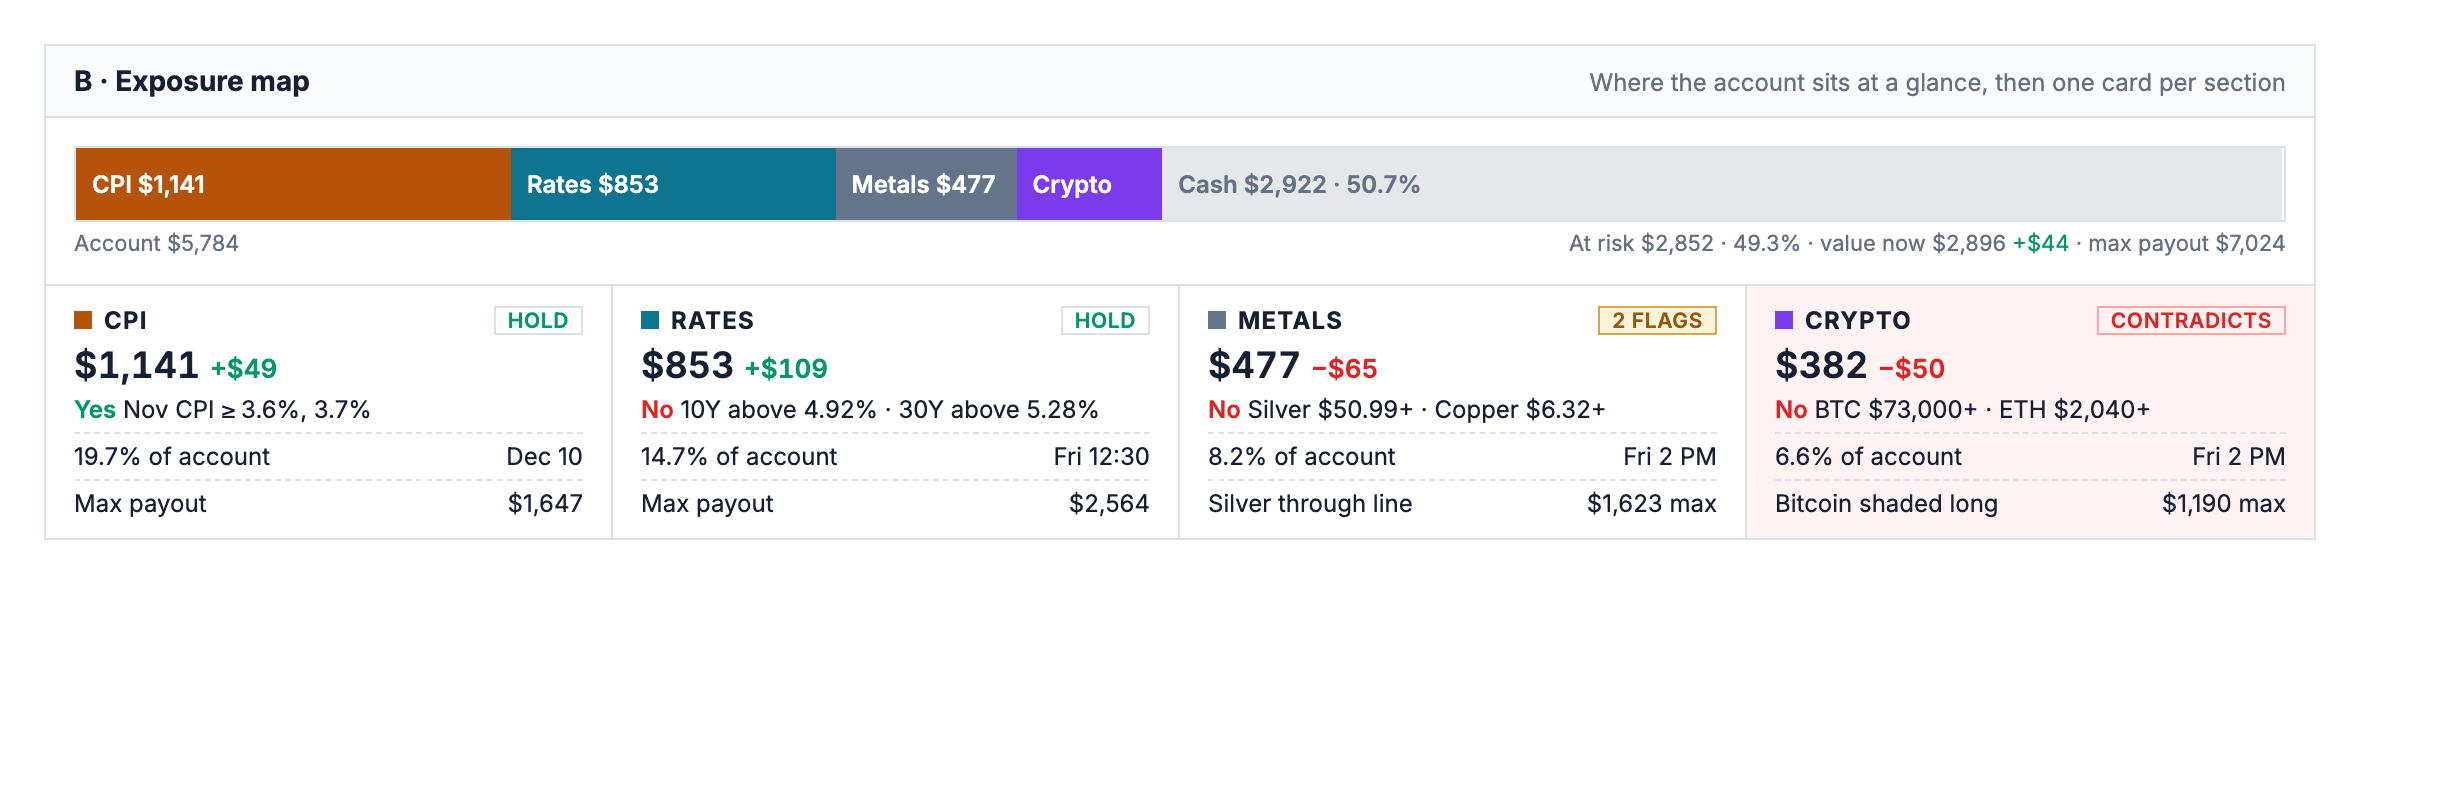 B · Exposure map
Where the account sits at a glance, then one card per section
CPI $1,141
Rates $853
Metals $477
Crypto
Cash $2,922 · 50.7%
Account $5,784
At risk $2,852 · 49.3% · value now $2,896 +$44 · max payout $7,024
CPI
HOLD
$1,141 +$49
Yes Nov CPI ≥ 3.6%, 3.7%
19.7% of account
Dec 10
Max payout
$1,647
RATES
HOLD
$853 +$109
No 10Y above 4.92% · 30Y above 5.28%
14.7% of account
Fri 12:30
Max payout
$2,564
METALS
2 FLAGS
$477 −$65
No Silver $50.99+ · Copper $6.32+
8.2% of account
Fri 2 PM
Silver through line
$1,623 max
CRYPTO
CONTRADICTS
$382 −$50
No BTC $73,000+ · ETH $2,040+
6.6% of account
Fri 2 PM
Bitcoin shaded long
$1,190 max